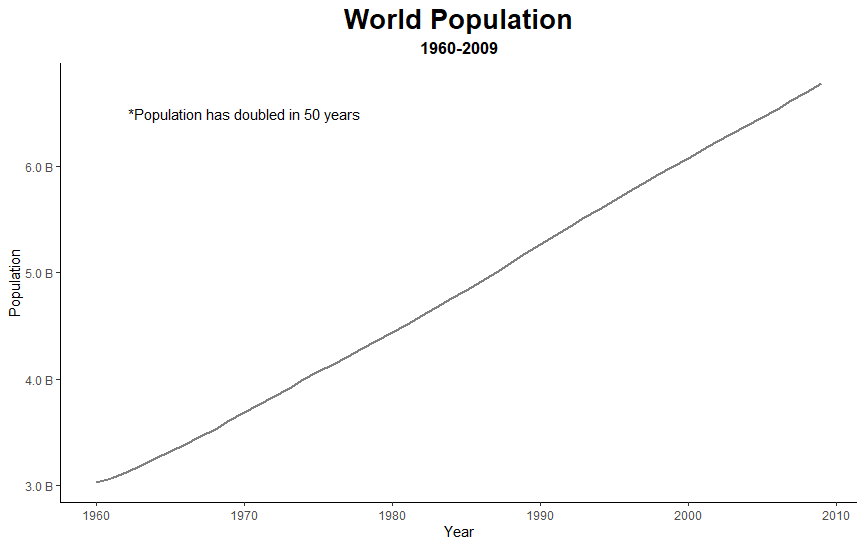 World Population
1960-2009
*Population has doubled in 50 years
6.0 B
5.0 B
4.0 B
3.0 B
Population
1960 1970 1980 1990 2000 2010
Year